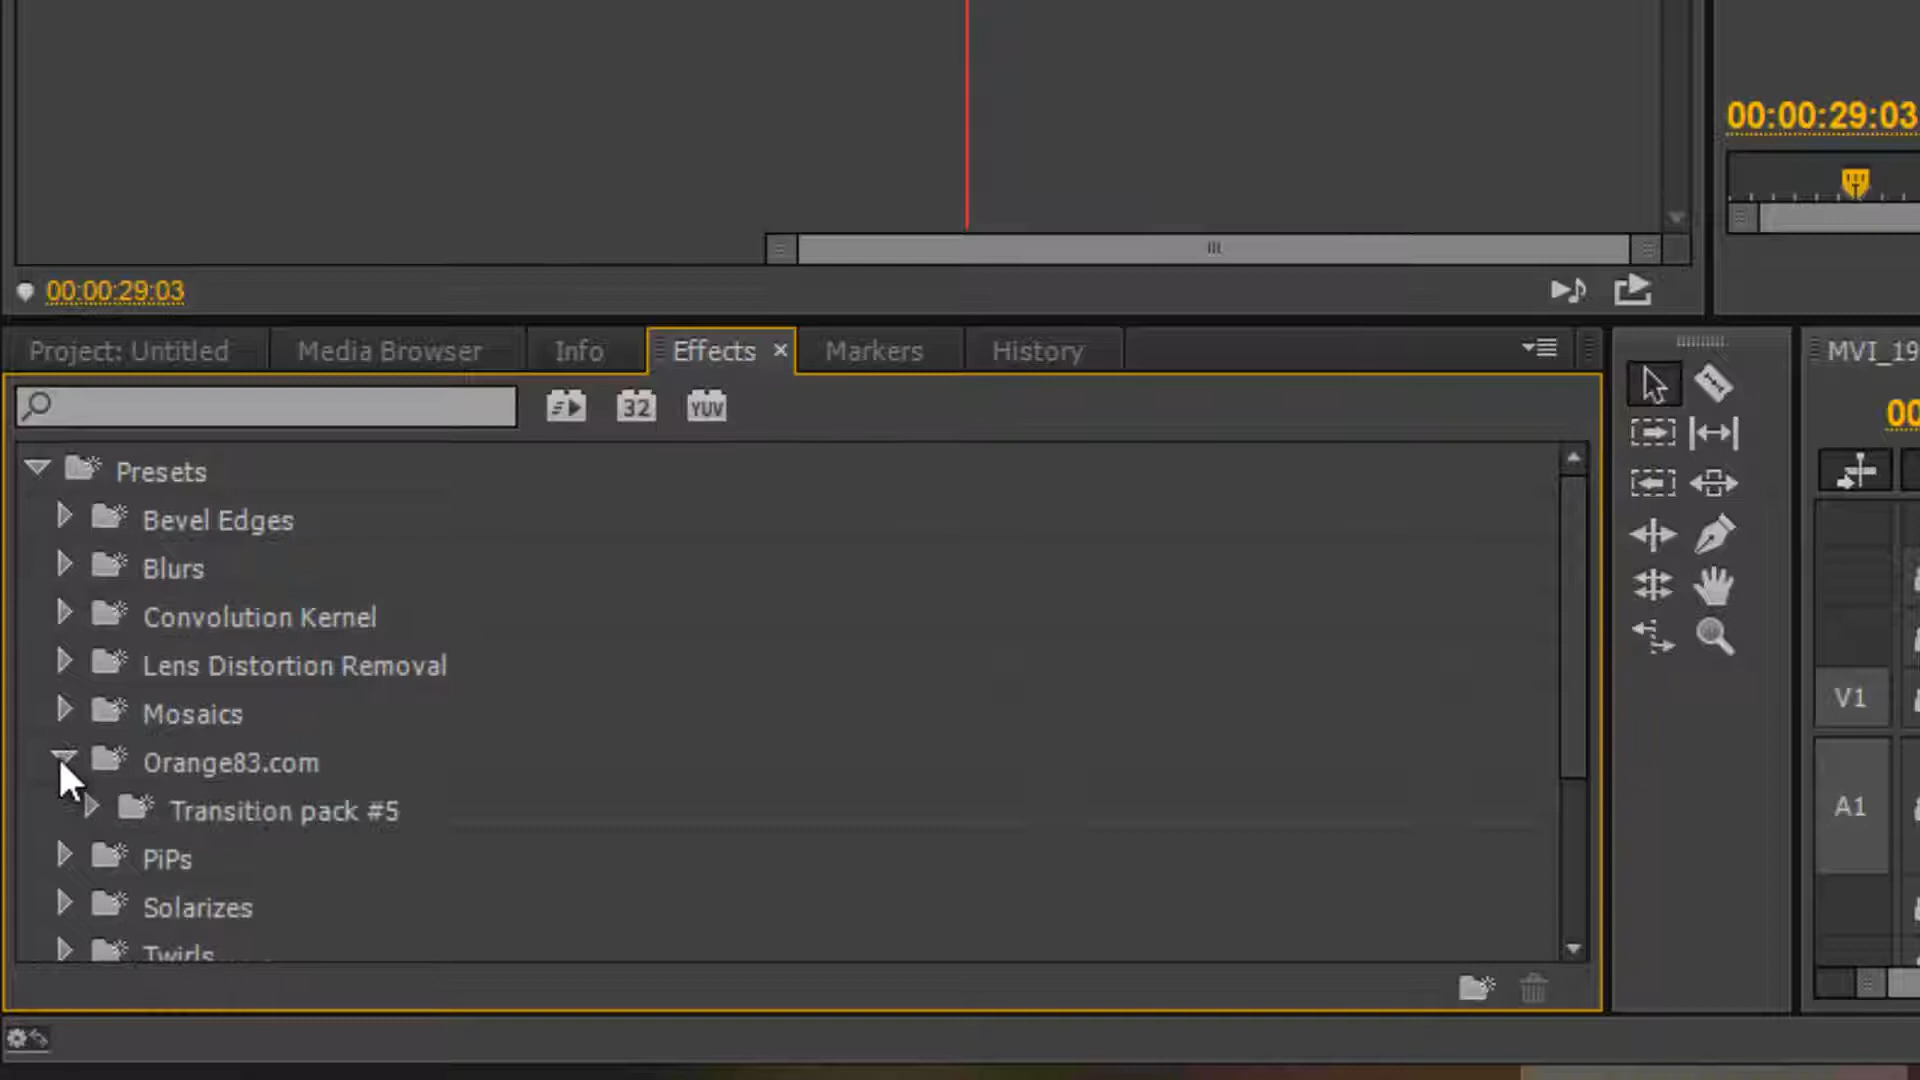 00:00:29:03
00:00:29:03
Project: Untitled
Media Browser
Info
Effects
Markers
History
MVI_19
32
YUV
00
Presets
Bevel Edges
Blurs
Convolution Kernel
Lens Distortion Removal
Mosaics
Orange83.com
Transition pack #5
PiPs
Solarizes
Twirls
V1
A1